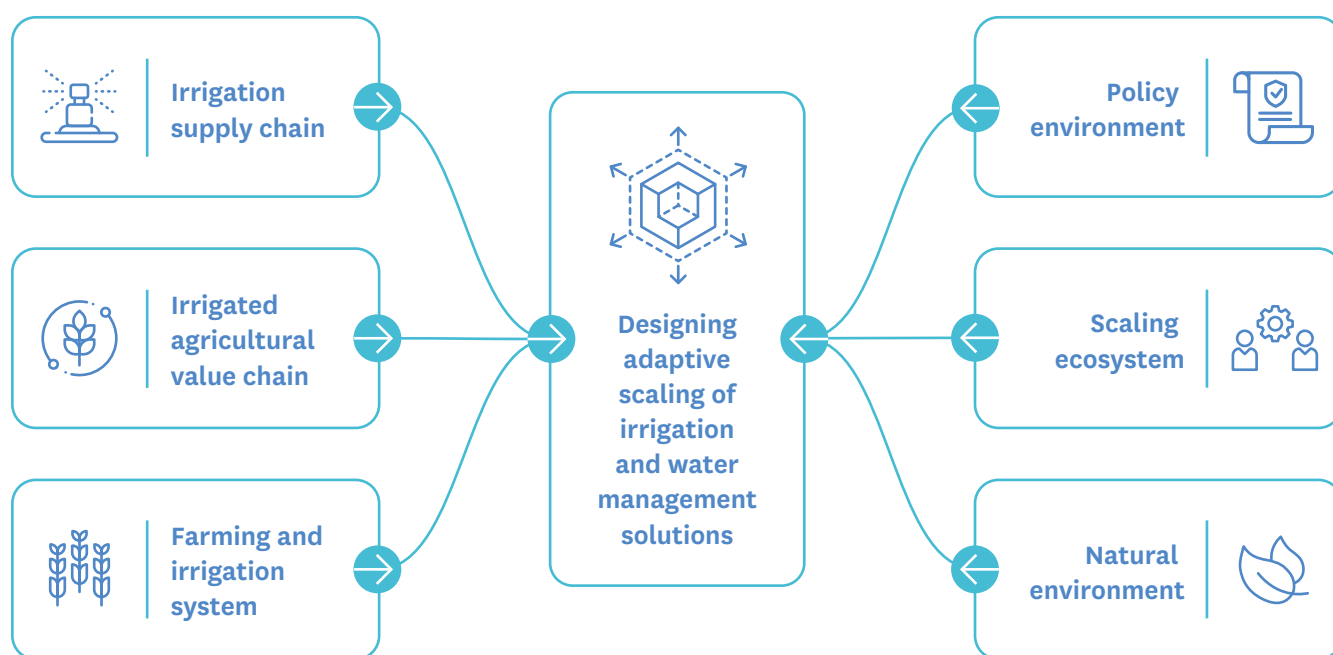 Irrigation
supply chain
Irrigated
agricultural
value chain
Farming and
irrigation
system
Designing
adaptive
scaling of
irrigation
and water
management
solutions
Policy
environment
Scaling
ecosystem
Natural
environment